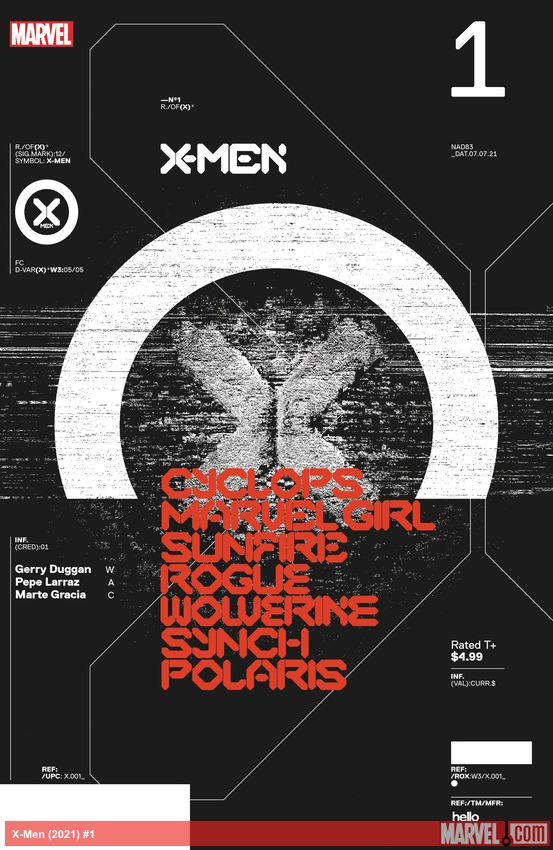 MARVEL
1
—Nº1
R./OF(X)*
R./OF(X)*
(SIG.MARK):12/
SYMBOL: X-MEN
X-MEN
NAD83
_DAT.07.07.21
X
MEN
FC
D-VAR(X)*W3:05/05
X
CYCLOPS
MARVEL GIRL
SUNFIRE
ROGUE
WOLVERINE
SYNCH
POLARIS
INF.
(CRED):01
Gerry Duggan W
Pepe Larraz A
Marte Gracia C
Rated T+
$4.99
INF.
(VAL):CURR.$
REF:
/UPC: X.001_
REF:
/ROX:W3/X.001_
REF:/TM/MFR:
hello
X-Men (2021) #1
MARVEL.com